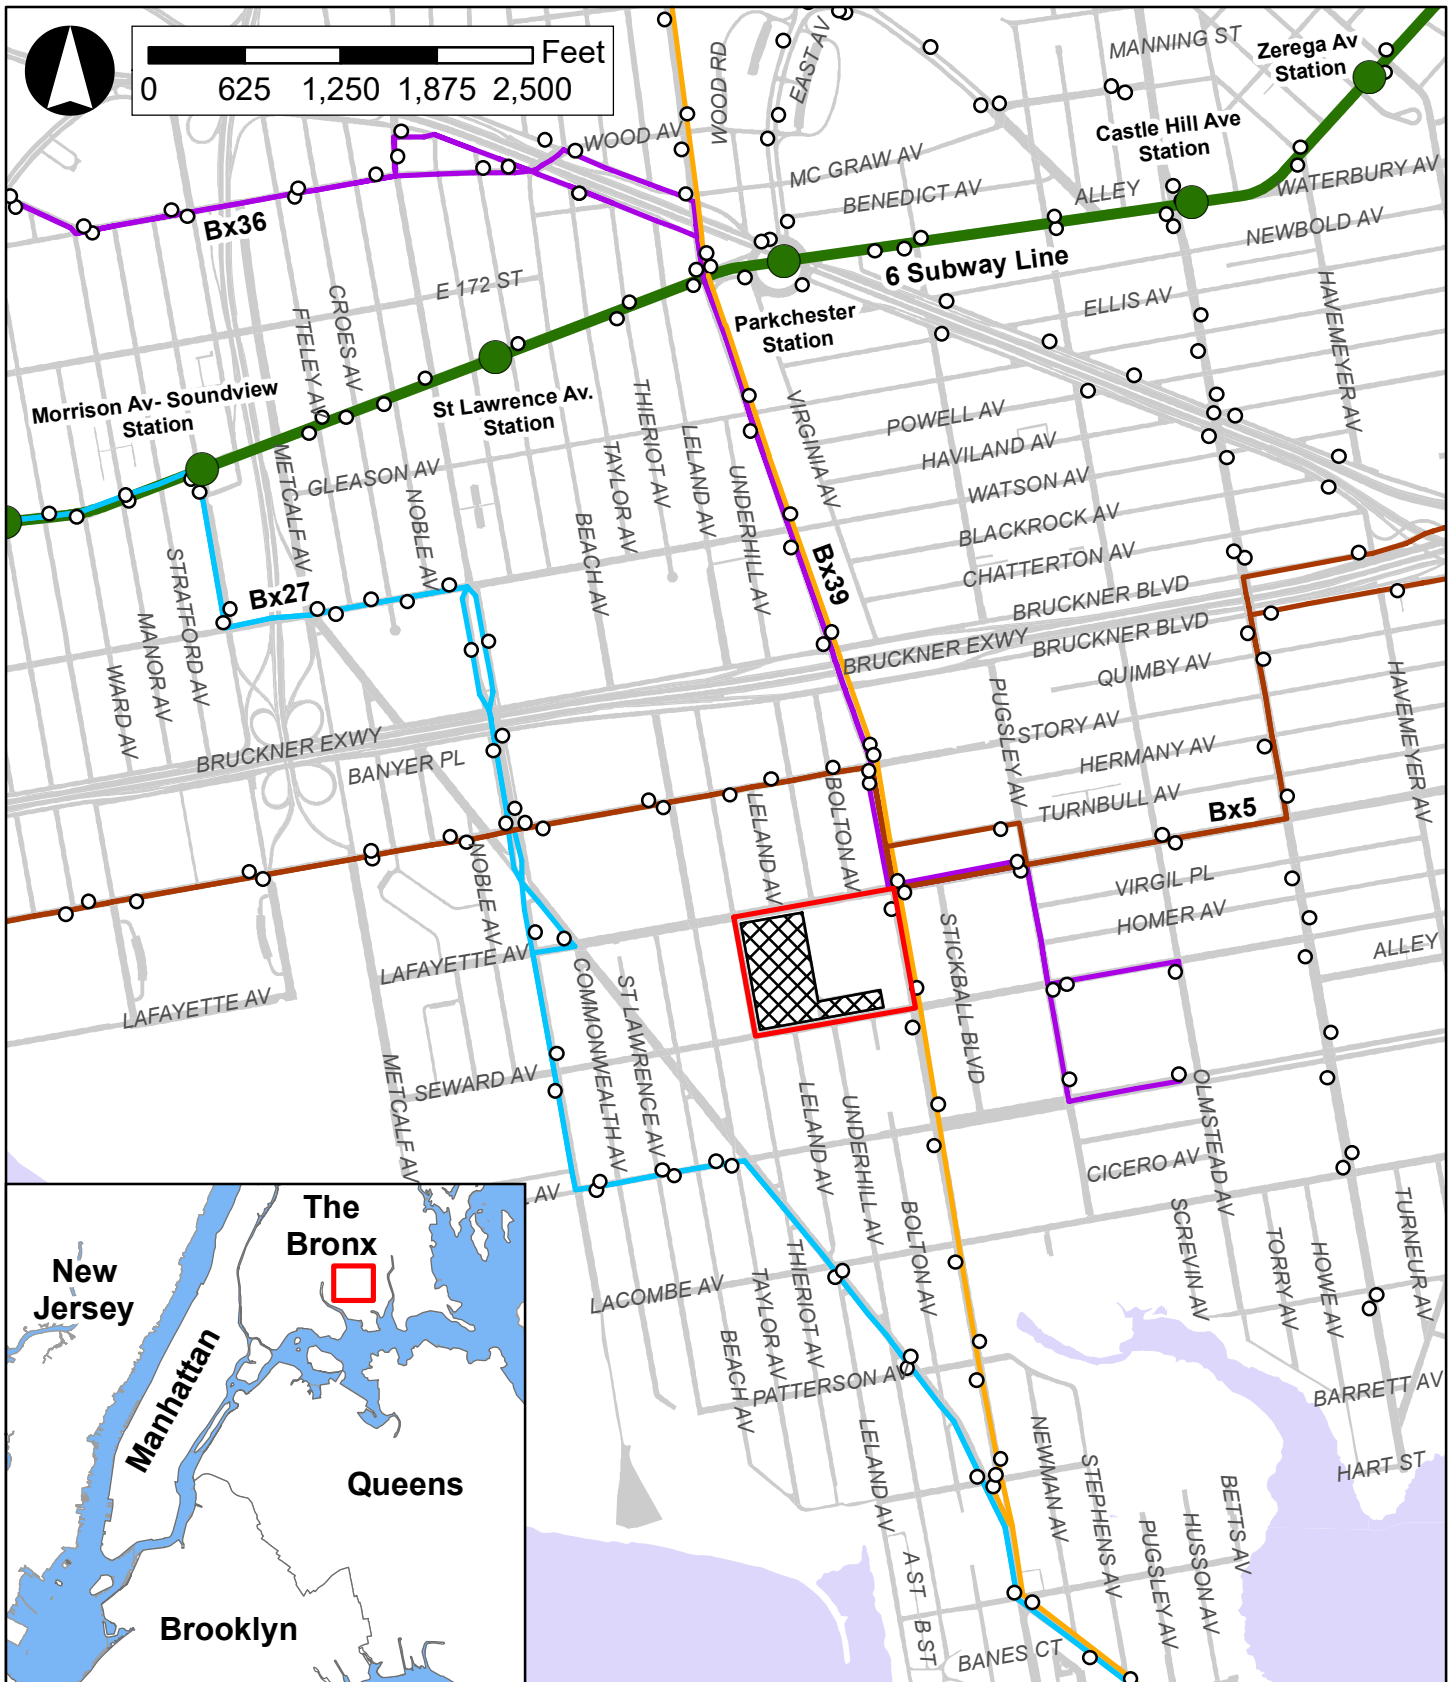 Feet
0 625 1,250 1,875 2,500
WOOD RD
EAST AV
MANNING ST
Zerega Av
Station
WOOD AV
MC GRAW AV
Castle Hill Ave
Station
BENEDICT AV
ALLEY
WATERBURY AV
Bx36
NEWBOLD AV
6 Subway Line
E 172 ST
CROES AV
FTELEY AV
ELLIS AV
HAVEMEYER AV
Parkchester
Station
Morrison Av- Soundview
Station
St Lawrence Av.
Station
THIERIOT AV
VIRGINIA AV
POWELL AV
LELAND AV
TAYLOR AV
HAVILAND AV
METCALF AV
GLEASON AV
NOBLE AV
UNDERHILL AV
WATSON AV
BEACH AV
BLACKROCK AV
Bx39
CHATTERTON AV
STRATFORD AV
Bx27
BRUCKNER BLVD
MANOR AV
BRUCKNER BLVD
BRUCKNER EXWY
WARD AV
QUIMBY AV
PUGSLEY AV
HAVEMEYER AV
STORY AV
BRUCKNER EXWY
BANYER PL
HERMANY AV
LELAND AV
BOLTON AV
TURNBULL AV
Bx5
NOBLE AV
VIRGIL PL
HOMER AV
STICKBALL BLVD
ALLEY
LAFAYETTE AV
LAFAYETTE AV
COMMONWEALTH AV
ST LAWRENCE AV
METCALF AV
SEWARD AV
LELAND AV
UNDERHILL AV
OLMSTEAD AV
CICERO AV
AV
BOLTON AV
SCREVIN AV
TORRY AV
HOWE AV
TURNEUR AV
LACOMBE AV
THIERIOT AV
TAYLOR AV
BEACH AV
PATTERSON AV
BARRETT AV
LELAND AV
NEWMAN AV
STEPHENS AV
HART ST
BETTS AV
HUSSON AV
PUGSLEY AV
A ST
B ST
BANES CT
The
Bronx
New
Jersey
Manhattan
Queens
Brooklyn